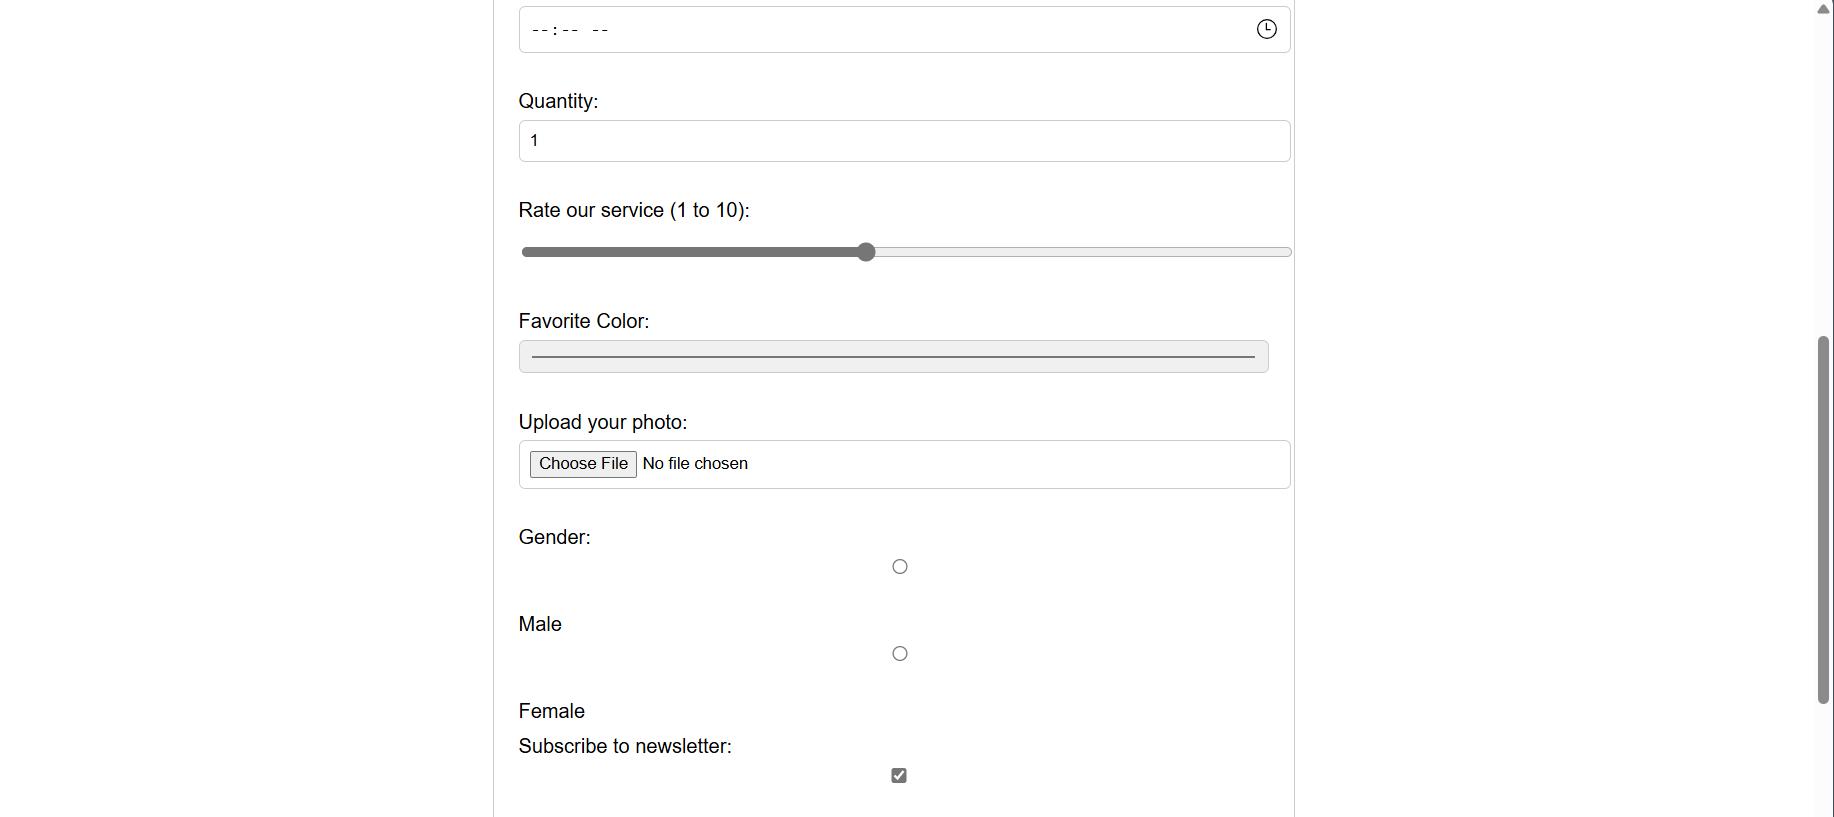 --:-- --
Quantity:
1
Rate our service (1 to 10):
Favorite Color:
Upload your photo:
Choose File No file chosen
Gender:
Male
Female
Subscribe to newsletter: